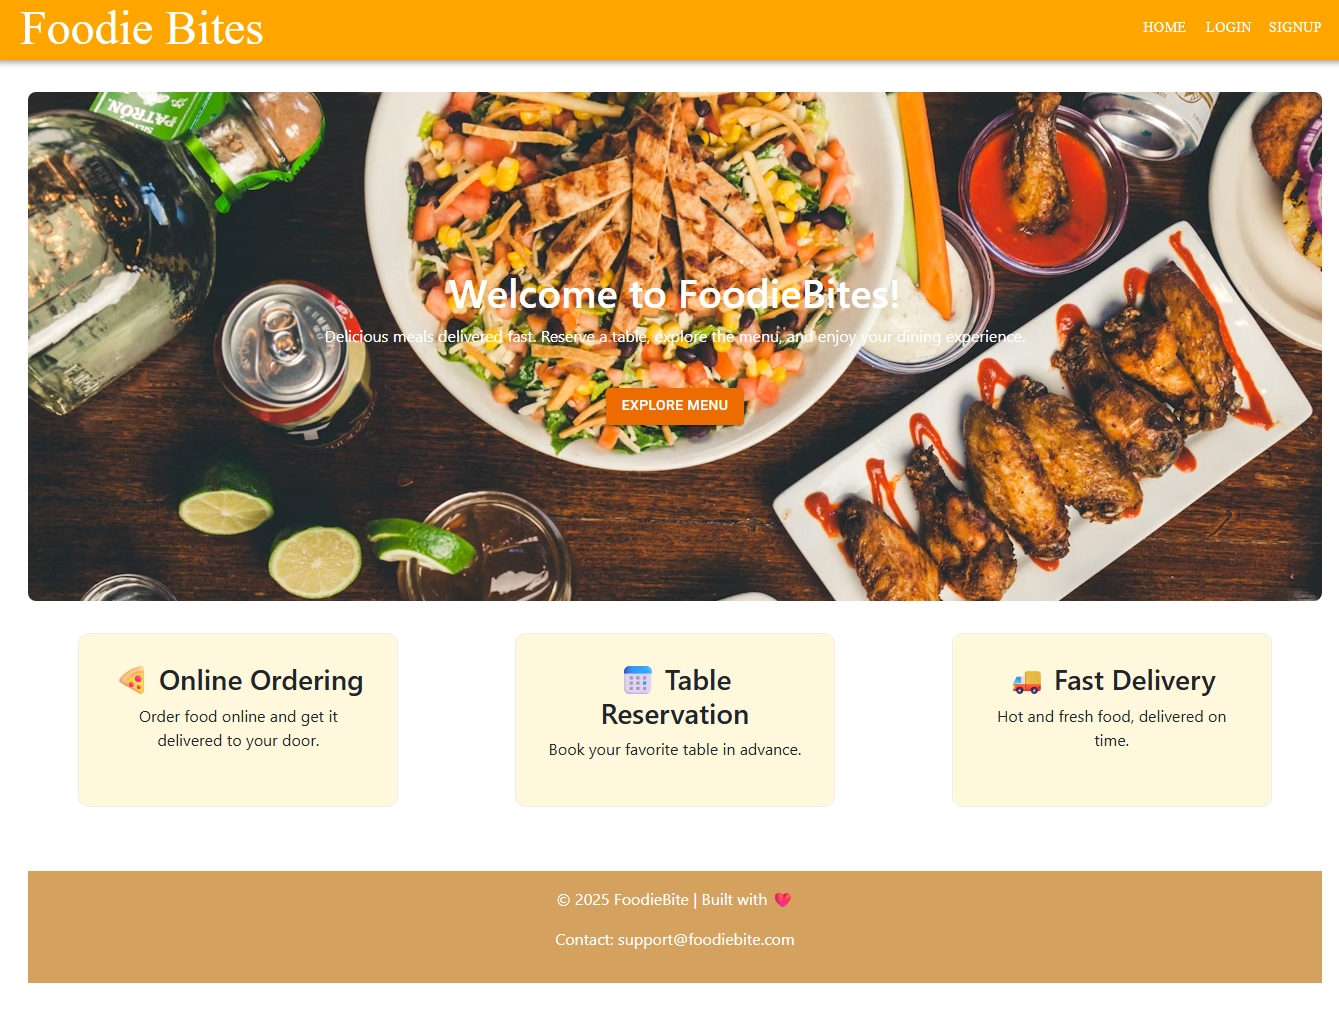 Foodie Bites
HOME LOGIN SIGNUP
PATRÓN
SILVER
Welcome to FoodieBites!
Delicious meals delivered fast. Reserve a table, explore the menu, and enjoy your dining experience.
EXPLORE MENU
🍕 Online Ordering
Order food online and get it
delivered to your door.
📅 Table
Reservation
Book your favorite table in advance.
🚚 Fast Delivery
Hot and fresh food, delivered on
time.
© 2025 FoodieBite | Built with ❤️
Contact: support@foodiebite.com